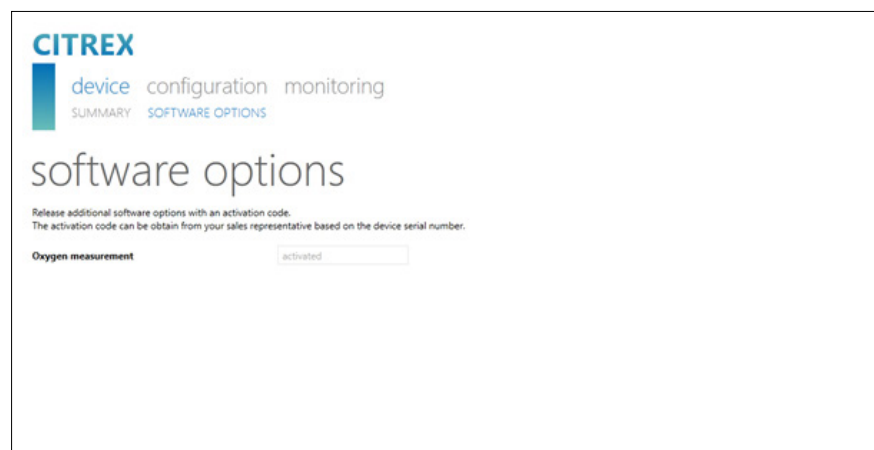 CITREX
device configuration monitoring
SUMMARY SOFTWARE OPTIONS
software options
Release additional software options with an activation code.
The activation code can be obtain from your sales representative based on the device serial number.
Oxygen measurement activated